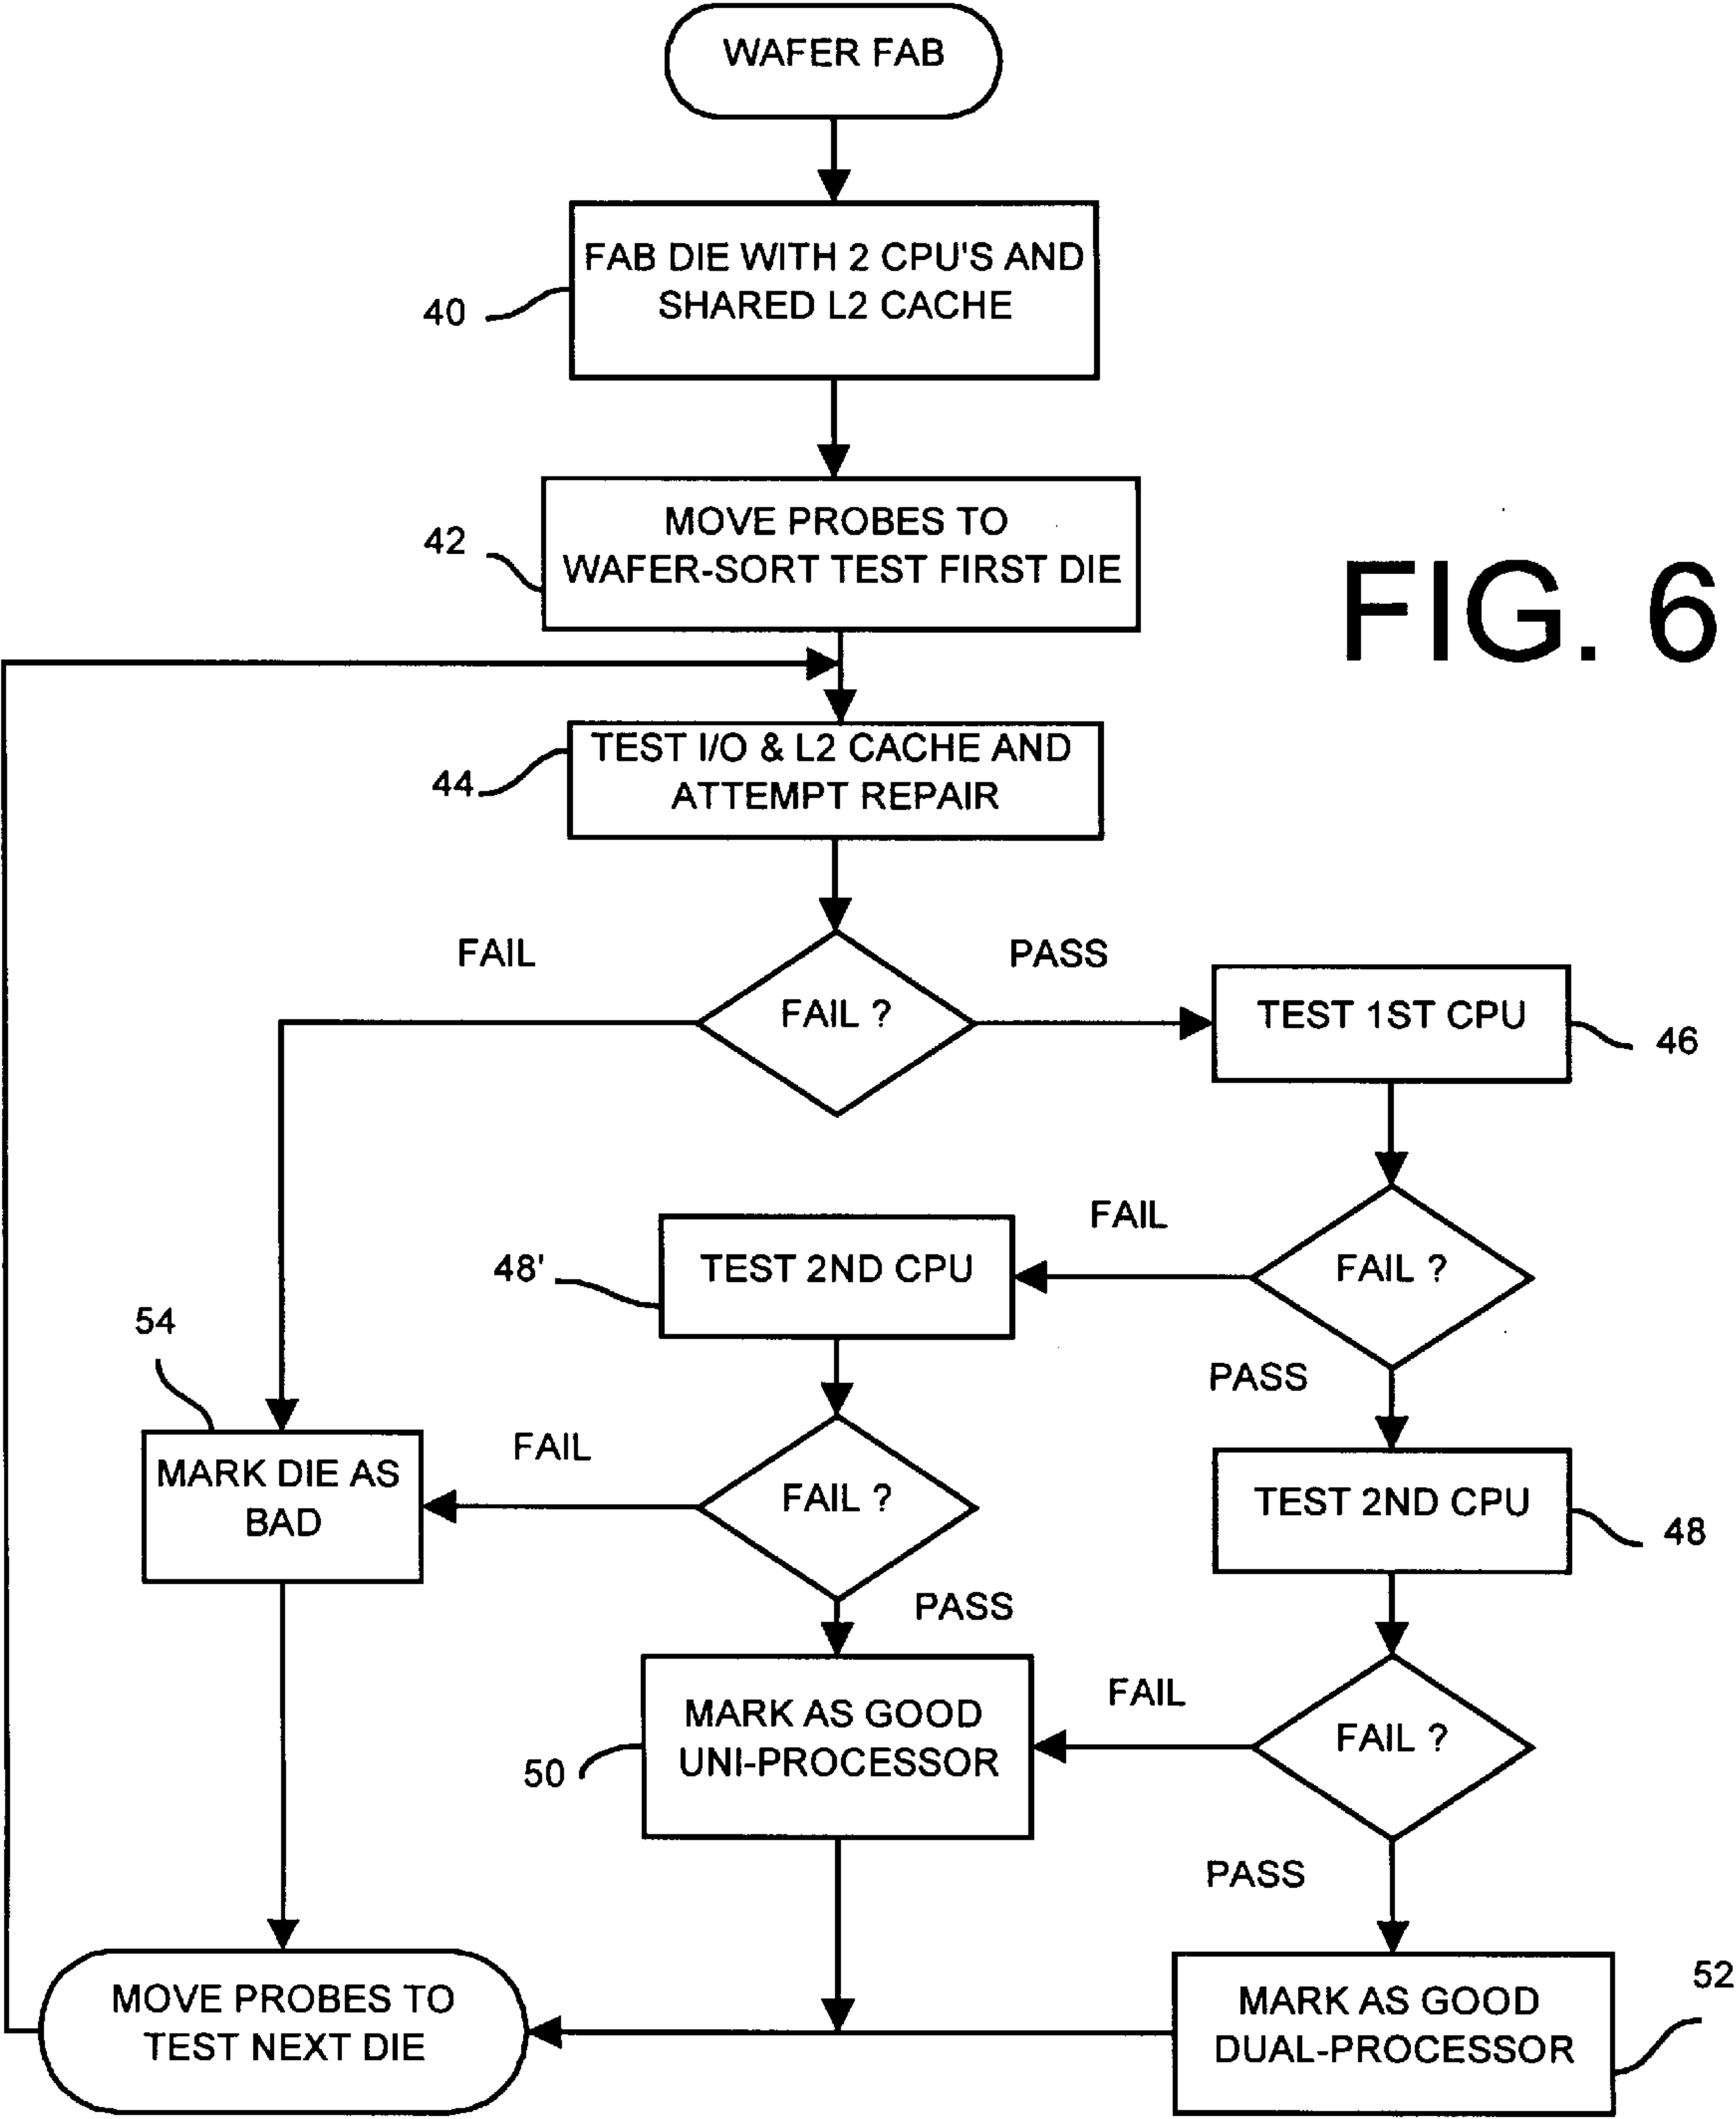 WAFER FAB
FAB DIE WITH 2 CPU'S AND
SHARED L2 CACHE
40
MOVE PROBES TO
WAFER-SORT TEST FIRST DIE
42
FIG. 6
TEST I/O & L2 CACHE AND
ATTEMPT REPAIR
44
FAIL
PASS
FAIL ?
TEST 1ST CPU
46
FAIL
TEST 2ND CPU
48'
FAIL ?
54
PASS
FAIL
MARK DIE AS
BAD
FAIL ?
TEST 2ND CPU
48
PASS
FAIL
MARK AS GOOD
UNI-PROCESSOR
50
FAIL ?
PASS
MOVE PROBES TO
TEST NEXT DIE
MARK AS GOOD
DUAL-PROCESSOR
52